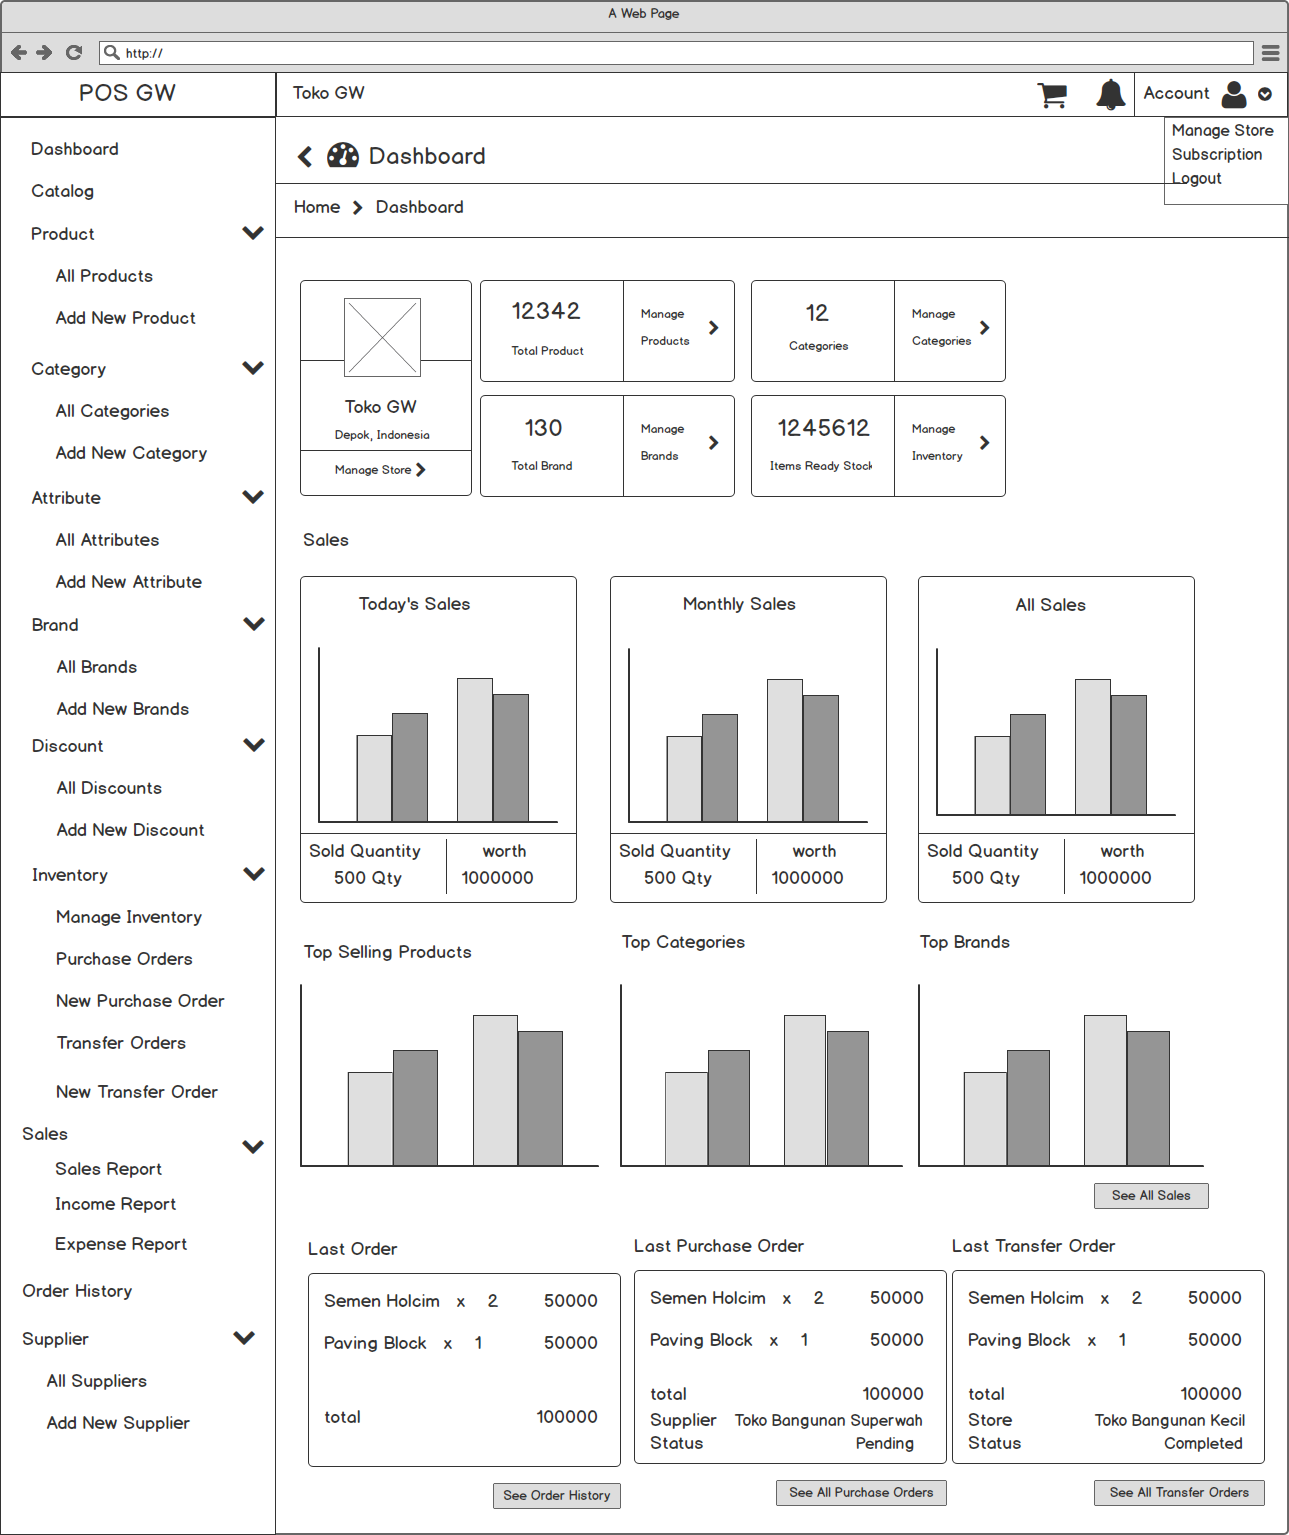 A Web Page
http://
POS GW
Toko GW
Account
Manage Store
Subscription
Logout
Dashboard
Home
Dashboard
Dashboard
Catalog
Product
All Products
Add New Product
Category
All Categories
Add New Category
Attribute
All Attributes
Add New Attribute
Brand
All Brands
Add New Brands
Discount
All Discounts
Add New Discount
Inventory
Manage Inventory
Purchase Orders
New Purchase Order
Transfer Orders
New Transfer Order
Sales
Sales Report
Income Report
Expense Report
Order History
Supplier
All Suppliers
Add New Supplier
Toko GW
Depok, Indonesia
Manage Store
12342
Total Product
Manage
Products
12
Categories
Manage
Categories
130
Total Brand
Manage
Brands
1245612
Items Ready Stock
Manage
Inventory
Sales
Today's Sales
Sold Quantity
500 Qty
worth
1000000
Monthly Sales
Sold Quantity
500 Qty
worth
1000000
All Sales
Sold Quantity
500 Qty
worth
1000000
Top Selling Products
Top Categories
Top Brands
See All Sales
Last Order
Semen Holcim x 2 50000
Paving Block x 1 50000
total 100000
See Order History
Last Purchase Order
Semen Holcim x 2 50000
Paving Block x 1 50000
total 100000
Supplier Toko Bangunan Superwah
Status Pending
See All Purchase Orders
Last Transfer Order
Semen Holcim x 2 50000
Paving Block x 1 50000
total 100000
Store Toko Bangunan Kecil
Status Completed
See All Transfer Orders